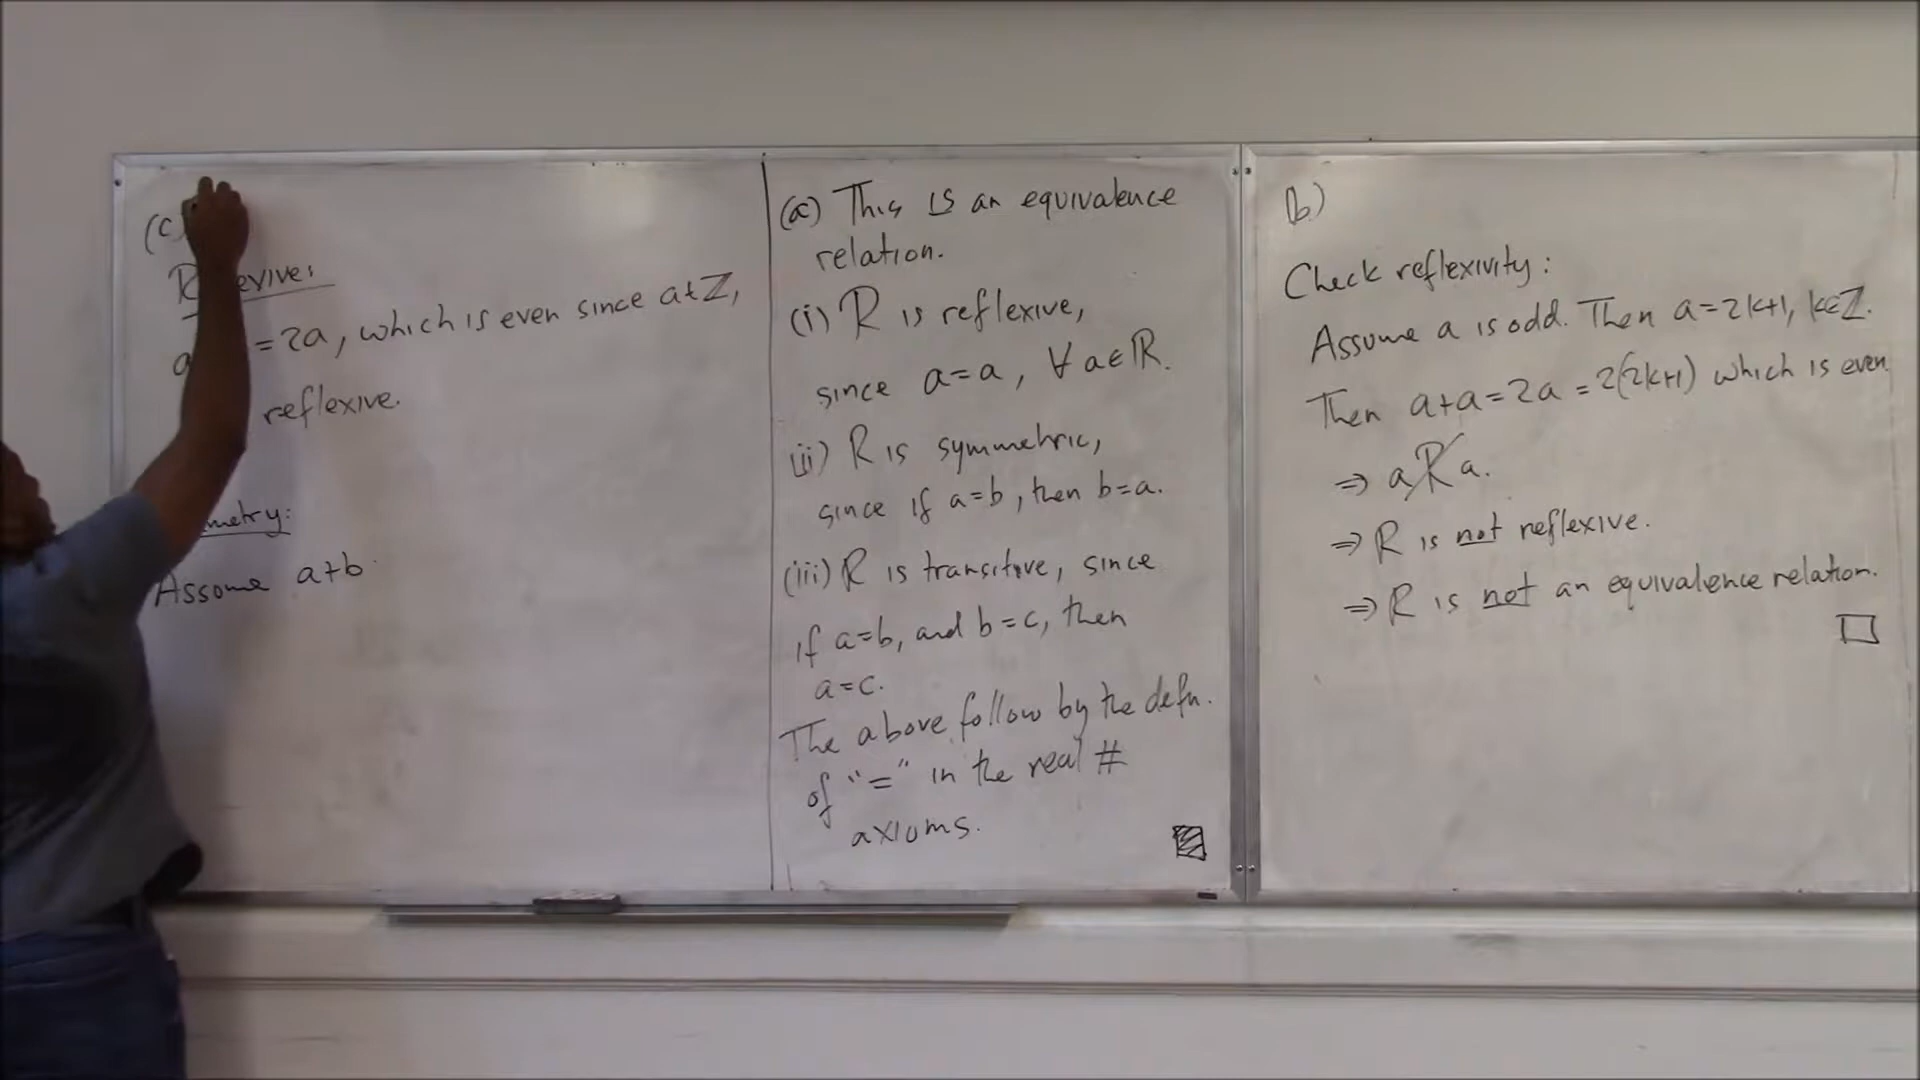 (c)
= 2a, which is even since a∈ℤ,
reflexive.
Assume a+b
(a) This is an equivalence
relation.
(i) R is reflexive,
since a=a, ∀ a∈ℝ.
(ii) R is symmetric,
since if a=b, then b=a.
(iii) R is transitive, since
if a=b, and b=c, then
a=c.
The above follow by the defn.
of "=" in the real #
axioms.
(b)
Check reflexivity:
Assume a is odd. Then a=2k+1, k∈ℤ.
Then a+a=2a=2(2k+1) which is even.
⇒ a R̸ a.
⇒ R is not reflexive.
⇒ R is not an equivalence relation.